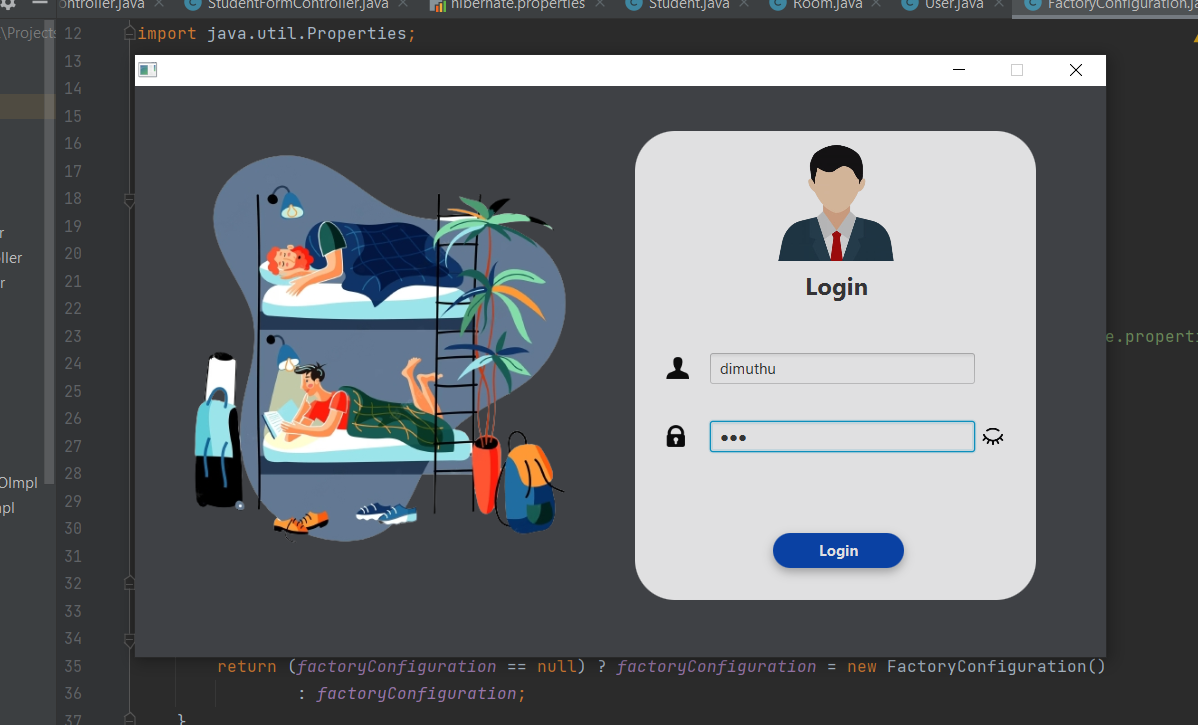 ontroller.java StudentFormController.java hibernate.properties Student.java Room.java User.java FactoryConfiguration.ja
\Project
12 import java.util.Properties;
13
14
15
16
17
18
19
r
20
oller
21
r
22
23 e.properti
24
25
26
27
28
OImpl
29
npl
30
31
32
33
34
35 return (factoryConfiguration == null) ? factoryConfiguration = new FactoryConfiguration()
36 : factoryConfiguration;
37 }
Login
dimuthu
•••
Login